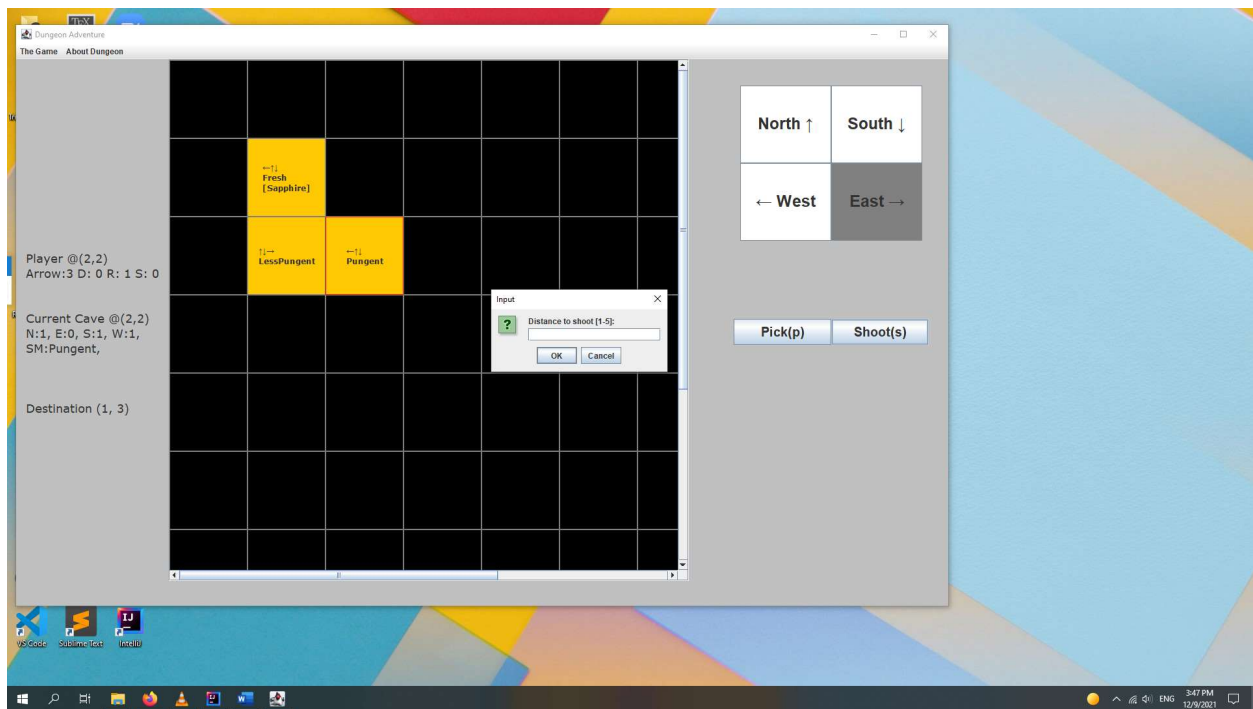 TEX
Dungeon Adventure
The Game About Dungeon
←↑↓
Fresh
[Sapphire]
↑↓→
LessPungent
←↑↓
Pungent
Player @(2,2)
Arrow:3 D: 0 R: 1 S: 0
Current Cave @(2,2)
N:1, E:0, S:1, W:1,
SM:Pungent,
Destination (1, 3)
Input
Distance to shoot [1-5]:
OK Cancel
North ↑ South ↓
← West East →
Pick(p) Shoot(s)
VS Code Sublime Text IntelliJ
ENG 3:47 PM
12/9/2021